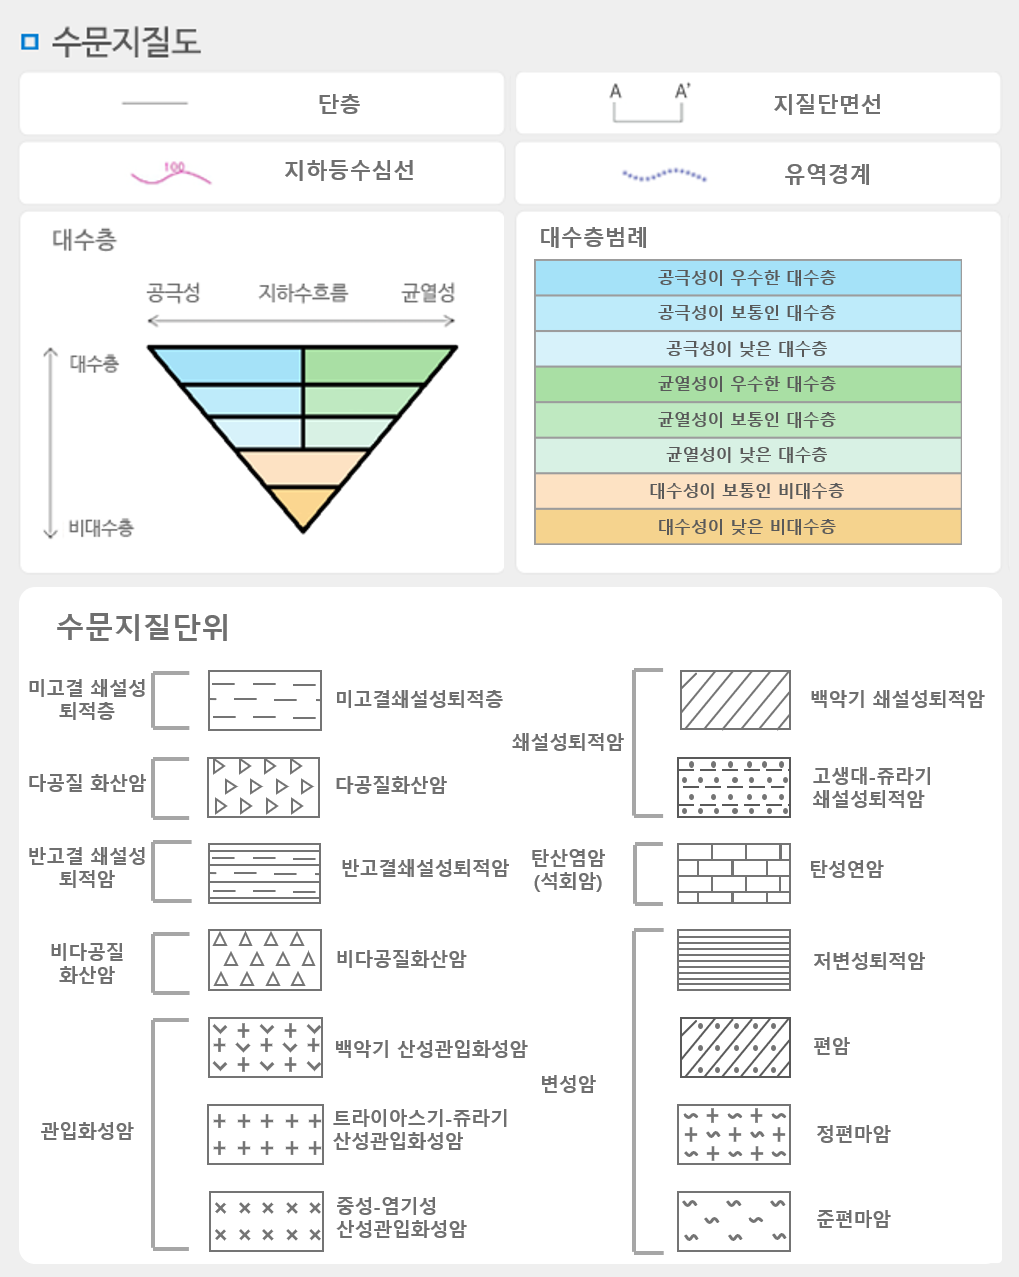 수문지질도
단층
A A'
지질단면선
100
지하등수심선
유역경계
대수층
공극성 지하수흐름 균열성
대수층
비대수층
대수층범례
공극성이 우수한 대수층
공극성이 보통인 대수층
공극성이 낮은 대수층
균열성이 우수한 대수층
균열성이 보통인 대수층
균열성이 낮은 대수층
대수성이 보통인 비대수층
대수성이 낮은 비대수층
수문지질단위
미고결 쇄설성
퇴적층
미고결쇄설성퇴적층
다공질 화산암
다공질화산암
반고결 쇄설성
퇴적암
반고결쇄설성퇴적암
비다공질
화산암
비다공질화산암
관입화성암
백악기 산성관입화성암
트라이아스기-쥬라기
산성관입화성암
중성-염기성
산성관입화성암
쇄설성퇴적암
백악기 쇄설성퇴적암
고생대-쥬라기
쇄설성퇴적암
탄산염암
(석회암)
탄성연암
변성암
저변성퇴적암
편암
정편마암
준편마암